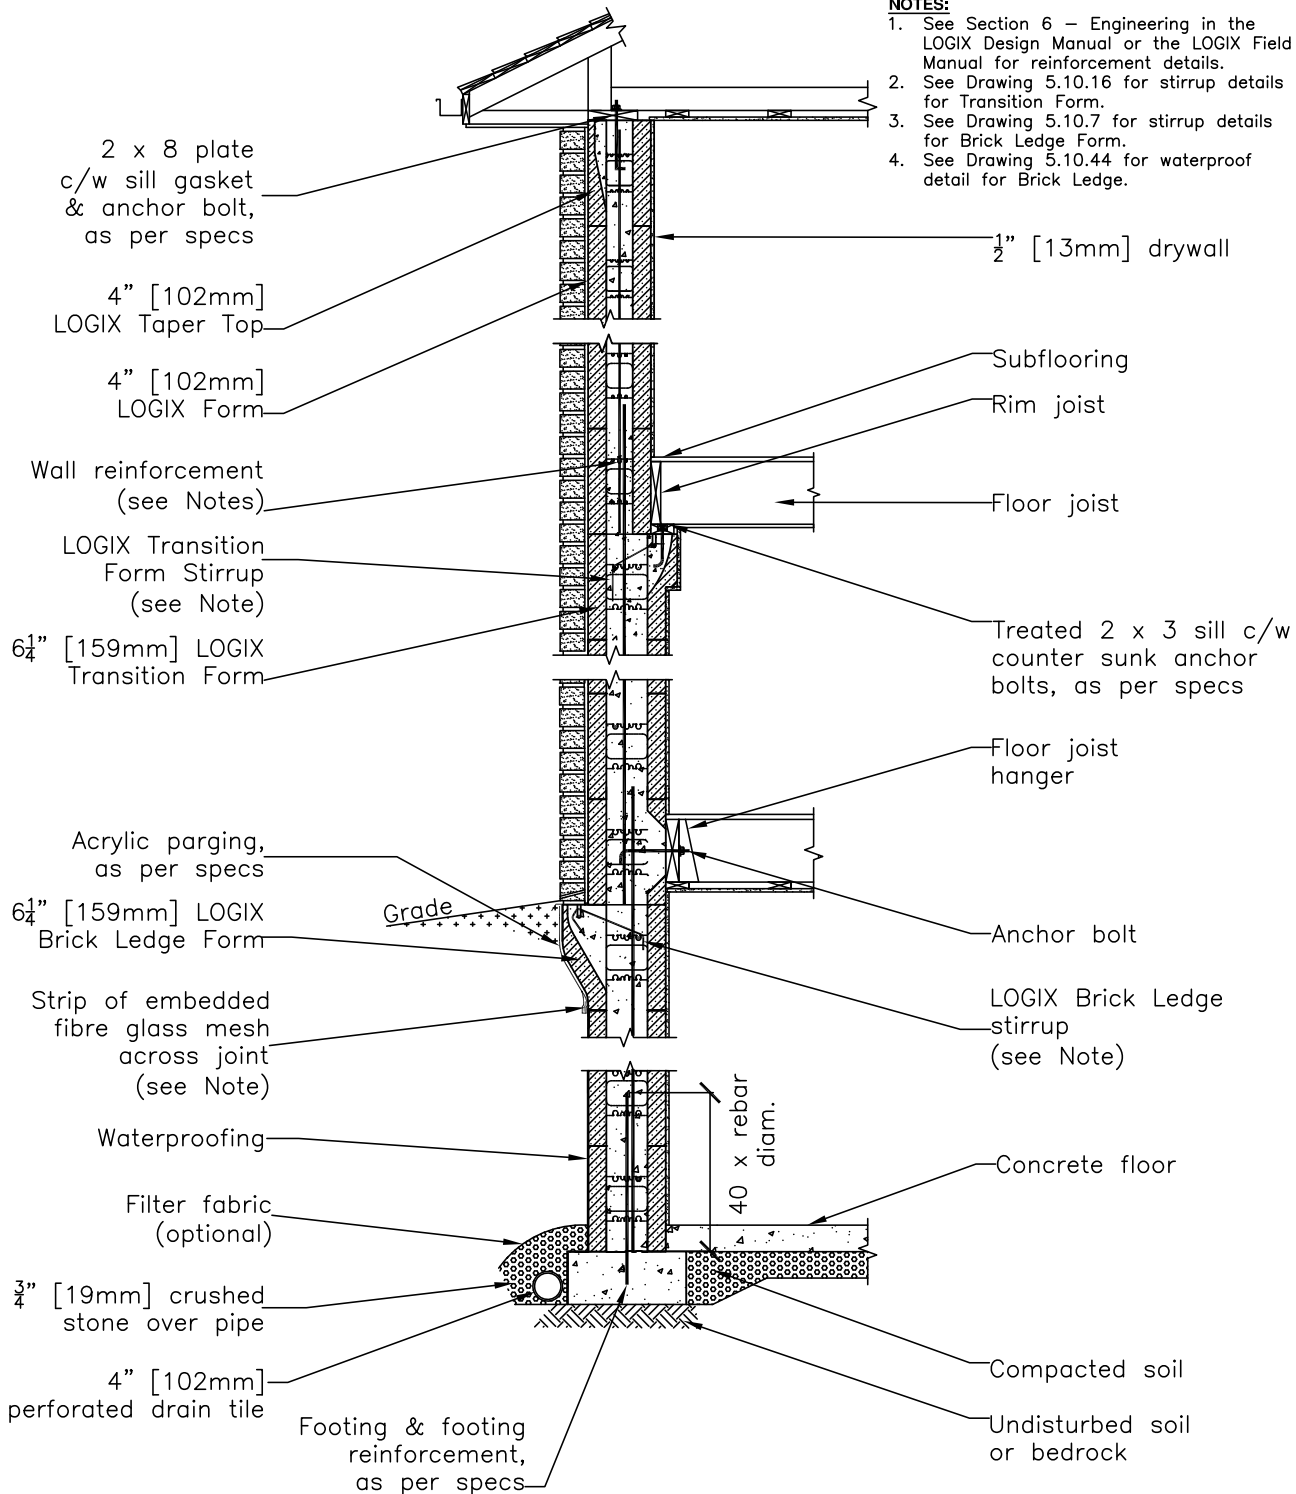 NOTES:
1. See Section 6 – Engineering in the
LOGIX Design Manual or the LOGIX Field
Manual for reinforcement details.
2. See Drawing 5.10.16 for stirrup details
for Transition Form.
3. See Drawing 5.10.7 for stirrup details
for Brick Ledge Form.
4. See Drawing 5.10.44 for waterproof
detail for Brick Ledge.
2 x 8 plate
c/w sill gasket
& anchor bolt,
as per specs
4” [102mm]
LOGIX Taper Top
4” [102mm]
LOGIX Form
Wall reinforcement
(see Notes)
LOGIX Transition
Form Stirrup
(see Note)
6¼” [159mm] LOGIX
Transition Form
Acrylic parging,
as per specs
6¼” [159mm] LOGIX
Brick Ledge Form
Strip of embedded
fibre glass mesh
across joint
(see Note)
Waterproofing
Filter fabric
(optional)
¾” [19mm] crushed
stone over pipe
4” [102mm]
perforated drain tile
Footing & footing
reinforcement,
as per specs
Grade
40 x rebar
diam.
½” [13mm] drywall
Subflooring
Rim joist
Floor joist
Treated 2 x 3 sill c/w
counter sunk anchor
bolts, as per specs
Floor joist
hanger
Anchor bolt
LOGIX Brick Ledge
stirrup
(see Note)
Concrete floor
Compacted soil
Undisturbed soil
or bedrock